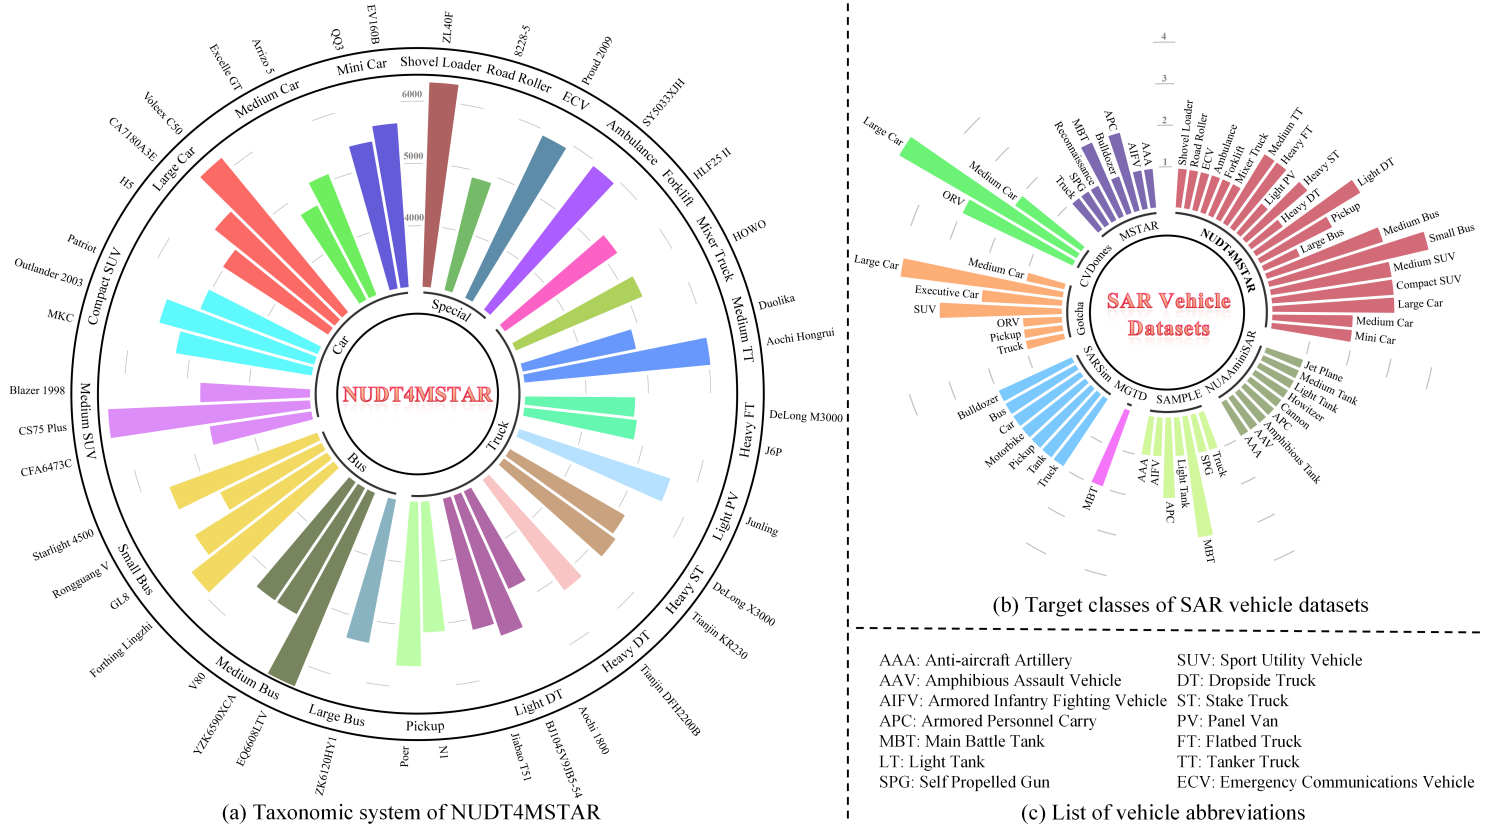 EV160B
QQ3
Arrizo 5
Excelle GT
Voleex C50
CA7180A3E
H5
Patriot
Outlander 2003
MKC
Blazer 1998
CS75 Plus
CFA6473C
Starlight 4500
Rongguang V
GL8
Forthing Lingzhi
V80
YZK6590XCA
EQ6608LTV
ZK6120HY1
Poer
N1
Jiabao T51
BJ1045V9JB5-54
Aochi 1800
Tianjin DFH2200B
Tianjin KR230
DeLong X3000
Junling
J6P
DeLong M3000
Aochi Hongrui
Duolika
HOWO
HLF25 II
SY5033XJH
Proud 2009
8228-5
ZL40F
Mini Car
Medium Car
Large Car
Compact SUV
Medium SUV
Small Bus
Medium Bus
Large Bus
Pickup
Light DT
Heavy DT
Heavy ST
Light PV
Heavy FT
Medium TT
Mixer Truck
Forklift
Ambulance
ECV
Road Roller
Shovel Loader
6000
5000
4000
Special
Car
Truck
Bus
NUDT4MSTAR
(a) Taxonomic system of NUDT4MSTAR
4
3
2
1
Shovel Loader
Road Roller
ECV
Ambulance
Forklift
Mixer Truck
Medium TT
Heavy FT
Light PV
Heavy ST
Heavy DT
Light DT
Pickup
Large Bus
Medium Bus
Small Bus
Medium SUV
Compact SUV
Large Car
Medium Car
Mini Car
NUDT4MSTAR
Jet Plane
Medium Tank
Light Tank
Howitzer
Cannon
APC
Amphibious Tank
AAV
AAA
NUAAminiSAR
Truck
SPG
MBT
Light Tank
APC
AIFV
AAA
SAMPLE
MBT
MGTD
Truck
Tank
Pickup
Motorbike
Car
Bus
Bulldozer
SARSim
Truck
Pickup
ORV
SUV
Executive Car
Large Car
Medium Car
Gotcha
ORV
Large Car
Medium Car
CVDomes
Truck
SPG
Reconnaissance
MBT
Bulldozer
APC
AIFV
AAA
MSTAR
SAR Vehicle
Datasets
(b) Target classes of SAR vehicle datasets
AAA: Anti-aircraft Artillery
AAV: Amphibious Assault Vehicle
AIFV: Armored Infantry Fighting Vehicle
APC: Armored Personnel Carry
MBT: Main Battle Tank
LT: Light Tank
SPG: Self Propelled Gun
SUV: Sport Utility Vehicle
DT: Dropside Truck
ST: Stake Truck
PV: Panel Van
FT: Flatbed Truck
TT: Tanker Truck
ECV: Emergency Communications Vehicle
(c) List of vehicle abbreviations